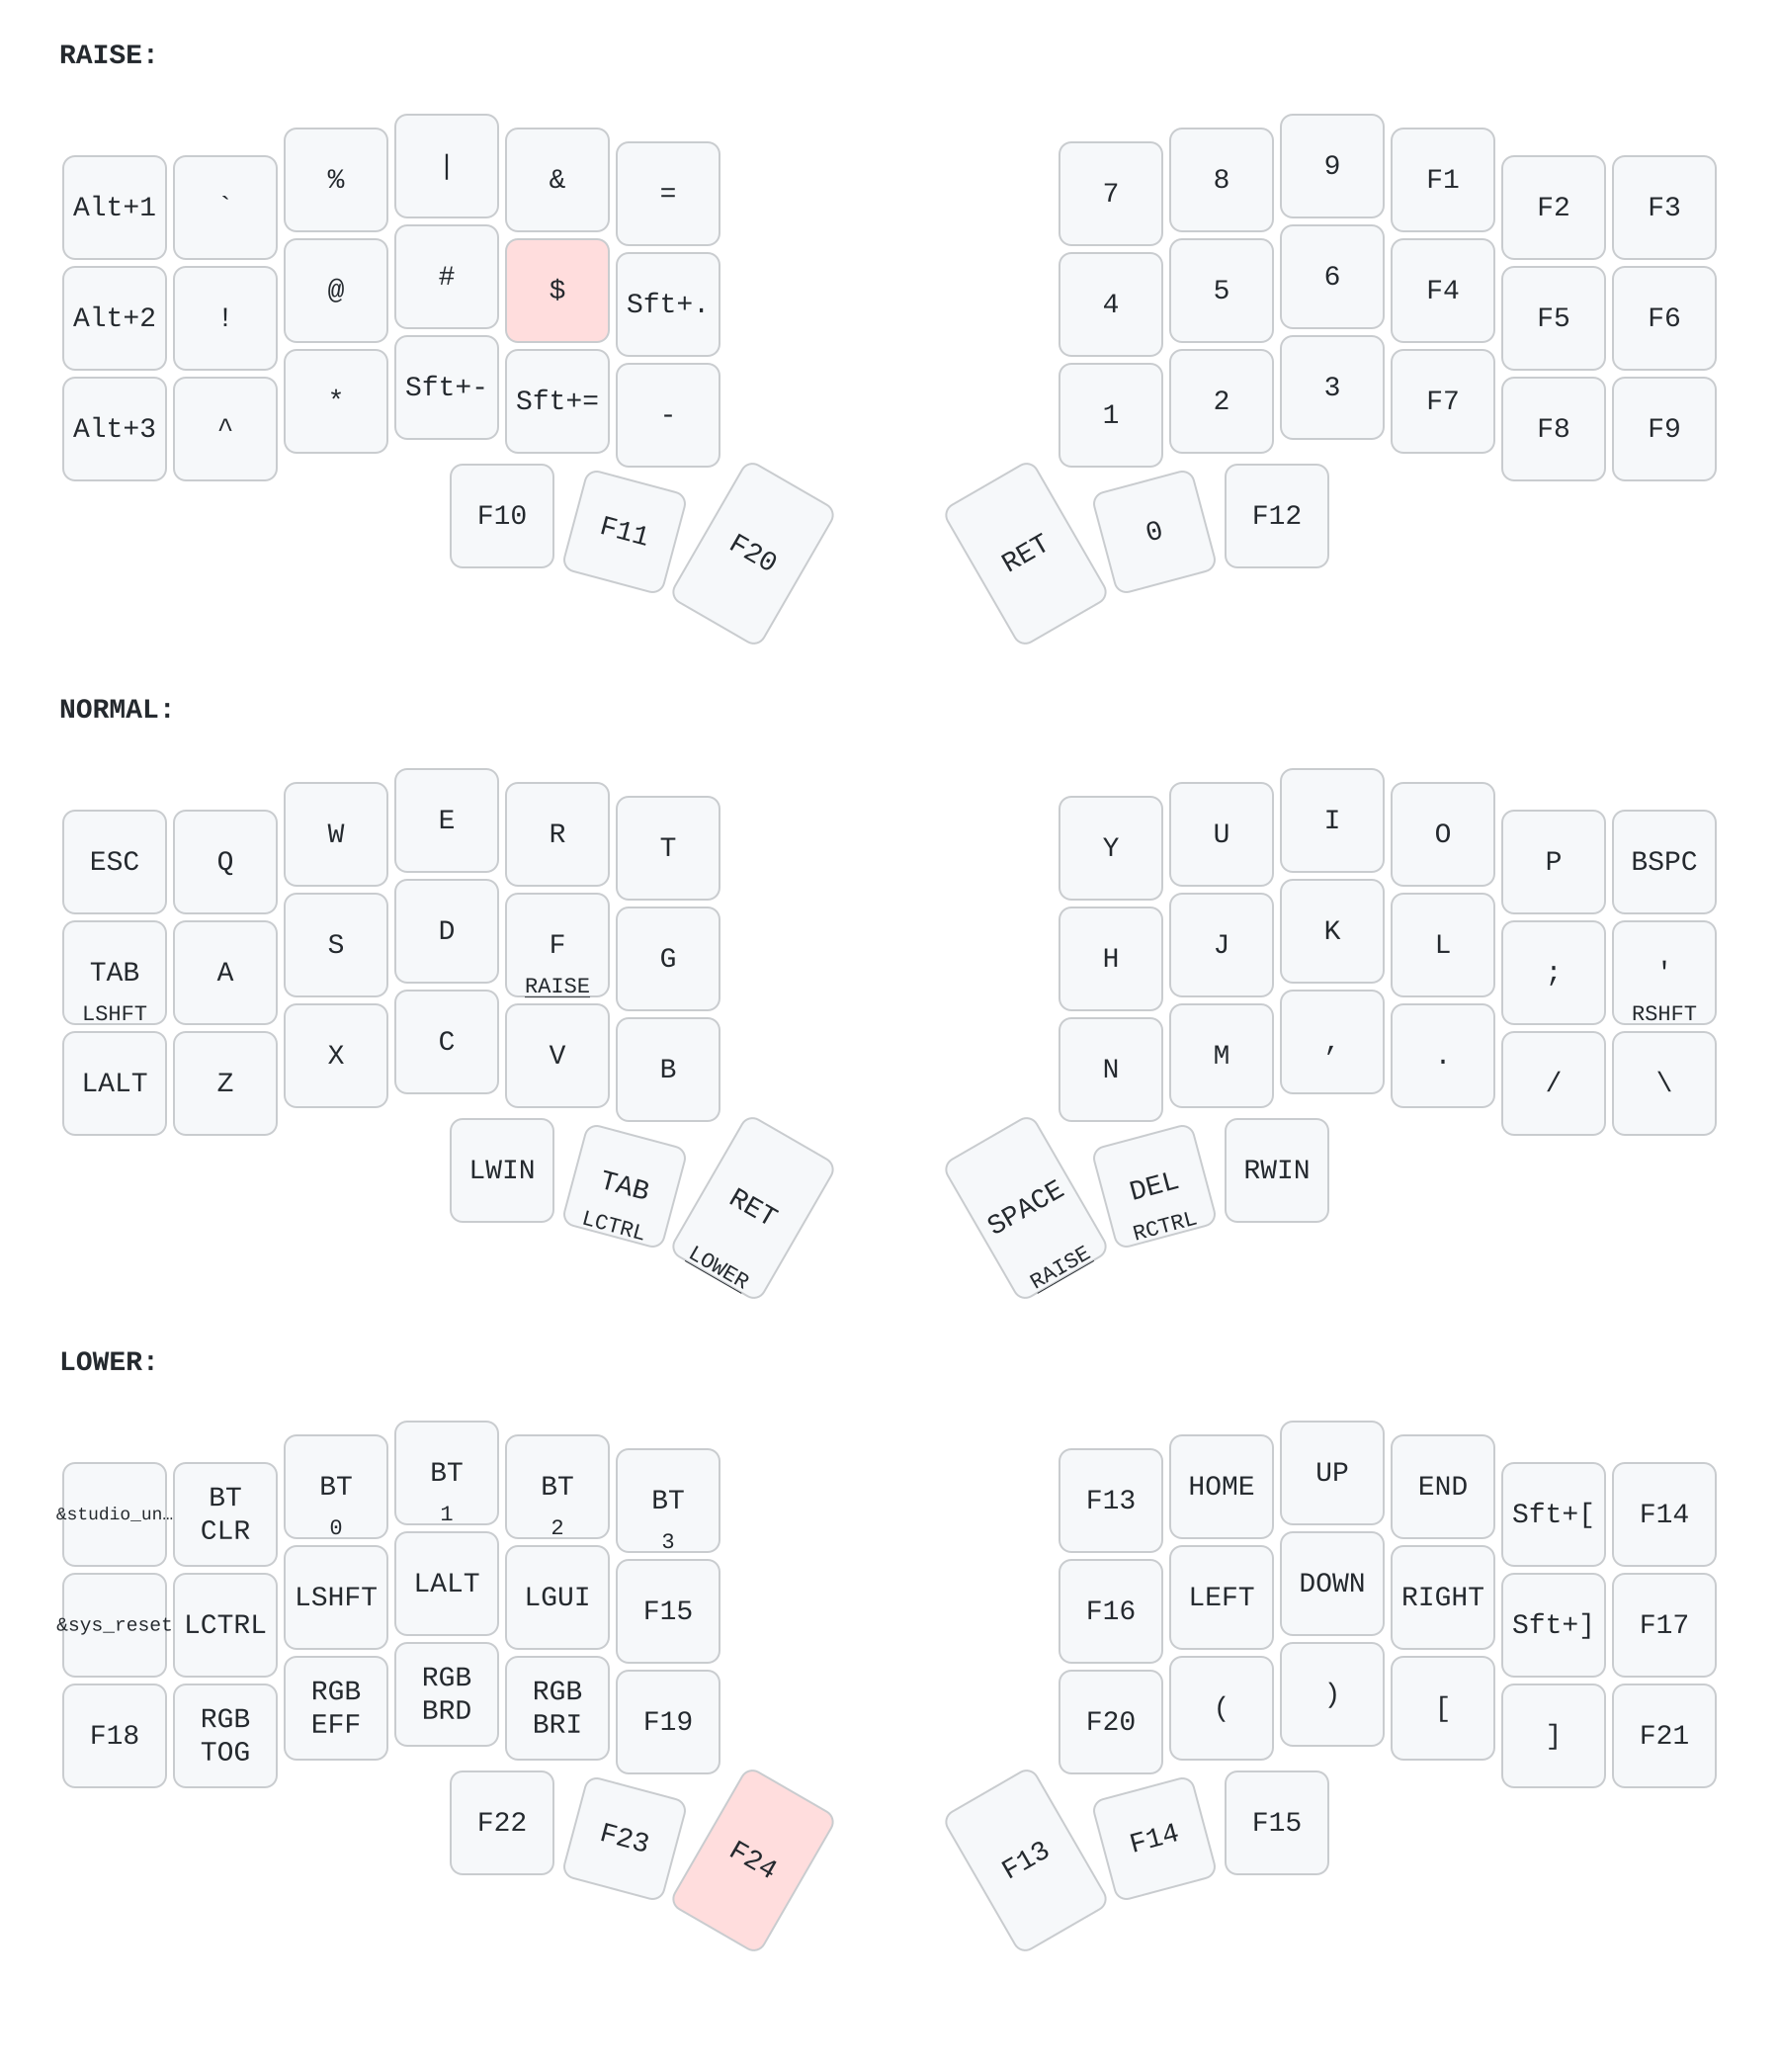 RAISE:
Alt+1 ` % | & = 7 8 9 F1 F2 F3
Alt+2 ! @ # $ Sft+. 4 5 6 F4 F5 F6
Alt+3 ^ * Sft+- Sft+= - 1 2 3 F7 F8 F9
F10 F11 F20 RET 0 F12
NORMAL:
ESC Q W E R T Y U I O P BSPC
TAB A S D F G H J K L ; '
LSHFT RAISE RSHFT
LALT Z X C V B N M , . / \
LWIN TAB RET SPACE DEL RWIN
LCTRL LOWER RAISE RCTRL
LOWER:
&studio_un… BT CLR BT 0 BT 1 BT 2 BT 3 F13 HOME UP END Sft+[ F14
&sys_reset LCTRL LSHFT LALT LGUI F15 F16 LEFT DOWN RIGHT Sft+] F17
F18 RGB TOG RGB EFF RGB BRD RGB BRI F19 F20 ( ) [ ] F21
F22 F23 F24 F13 F14 F15